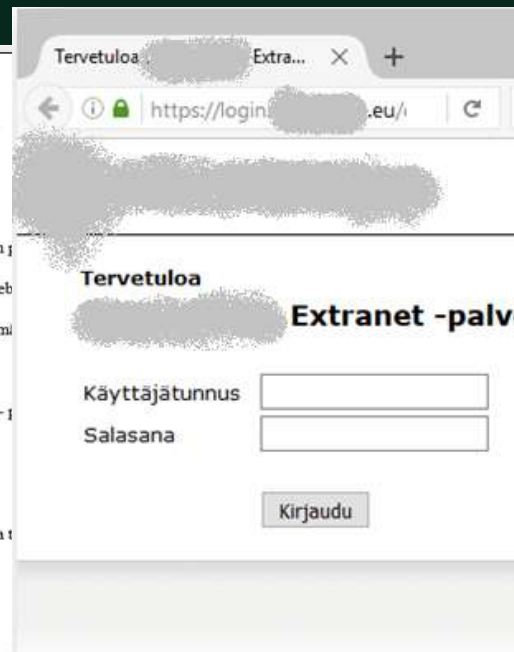 Tervetuloa Extra...
https://login. .eu/
Tervetuloa
Extranet -palv
Käyttäjätunnus
Salasana
Kirjaudu